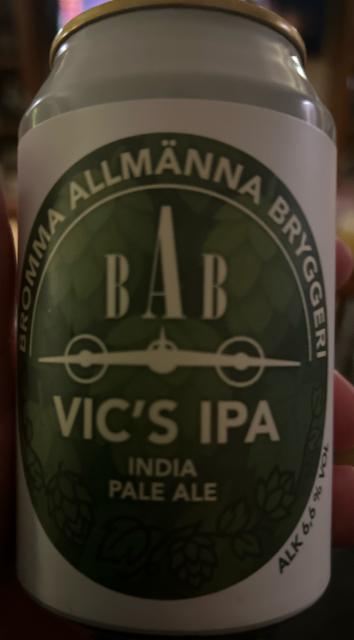 BROMMA ALLMÄNNA BRYGGERI
BAB
VIC'S IPA
INDIA
PALE ALE
ALK 6,6 % VOL